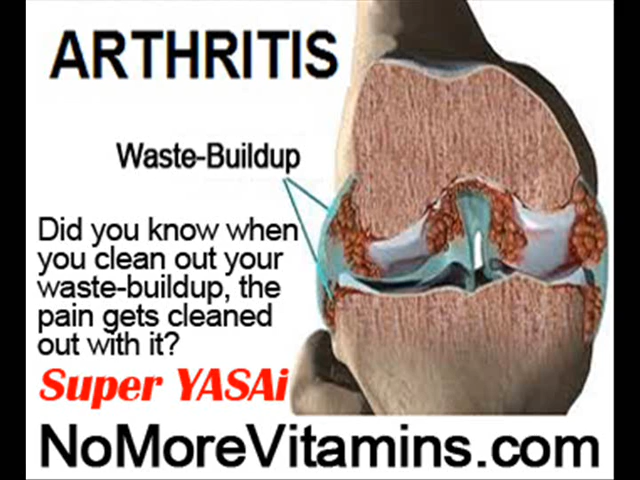 ARTHRITIS
Waste-Buildup
Did you know when
you clean out your
waste-buildup, the
pain gets cleaned
out with it?
Super YASAi
NoMoreVitamins.com